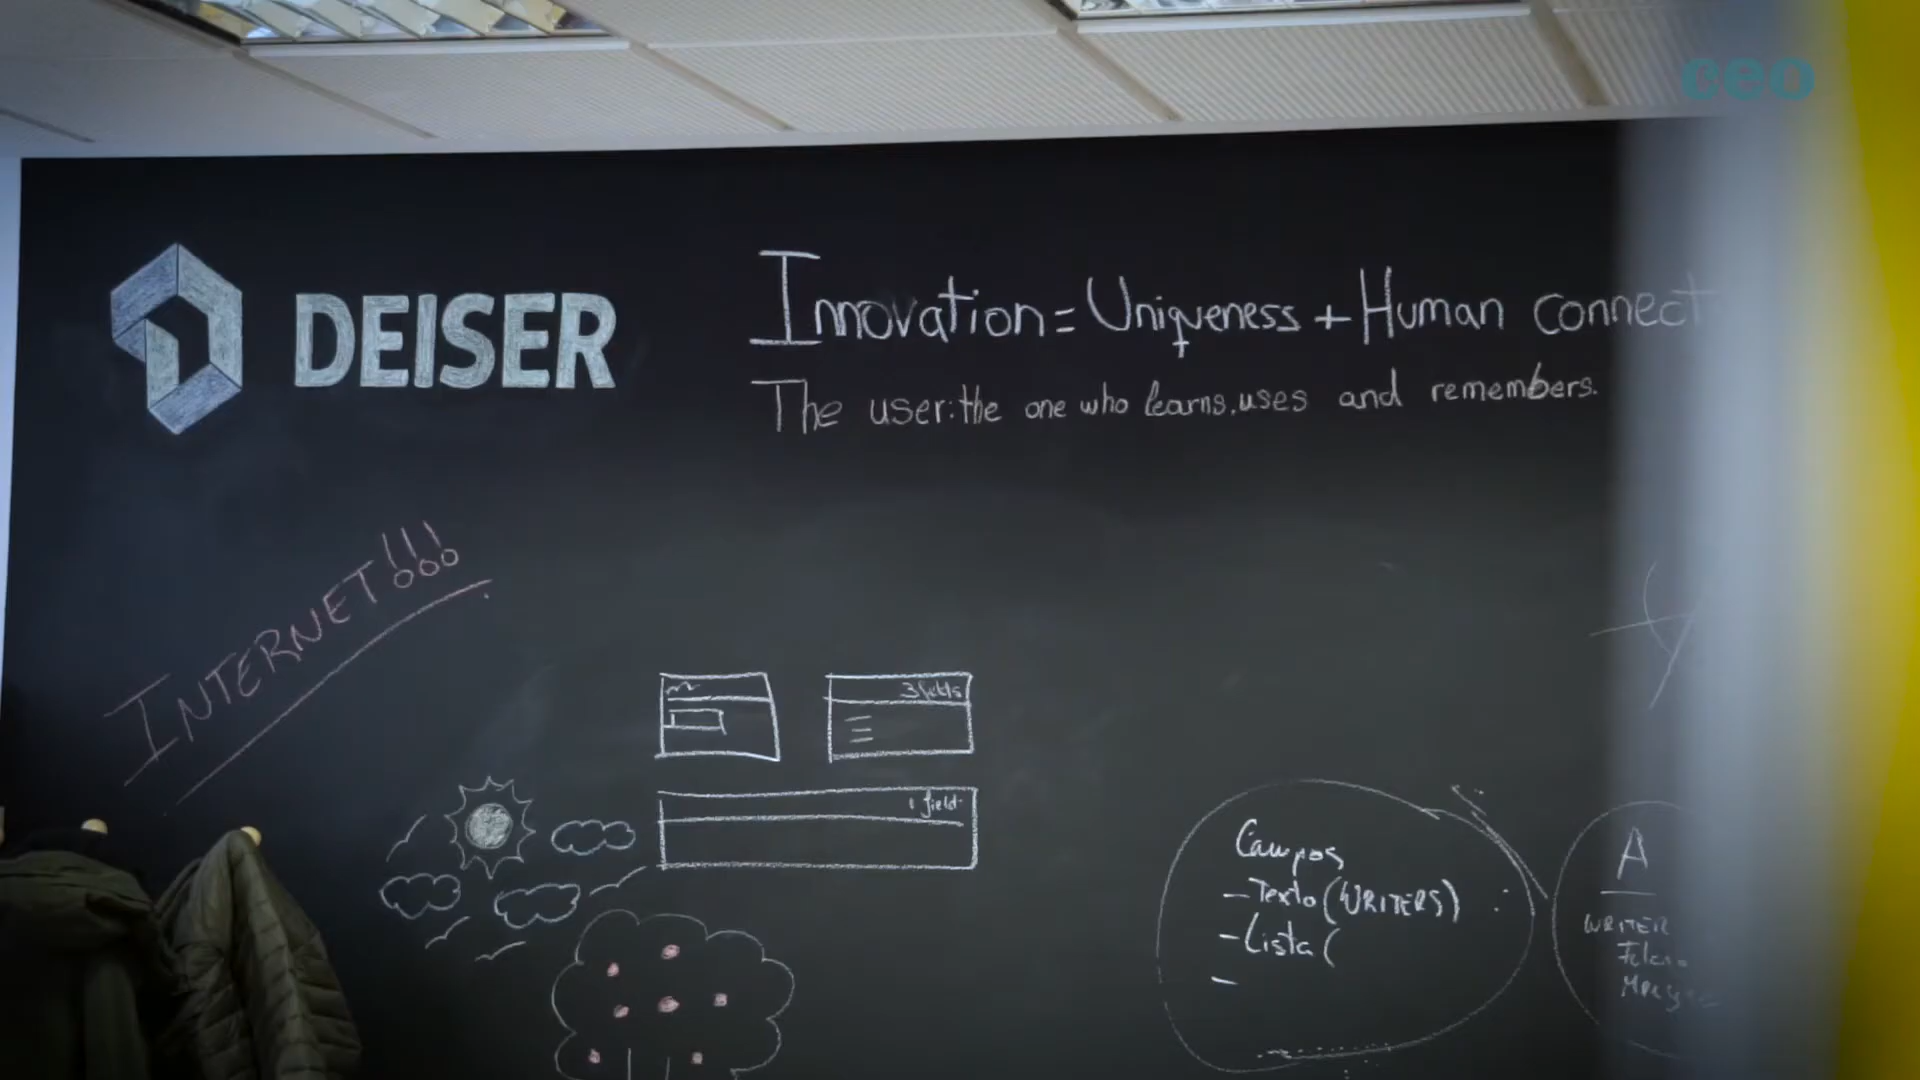 ceo
DEISER
Innovation = Uniqueness + Human connect
The user: the one who learns, uses and remembers.
INTERNET!!!
3 fields
1 field
Campos
- Texto (WRITERS)
- Lista (
-
A
WRITER